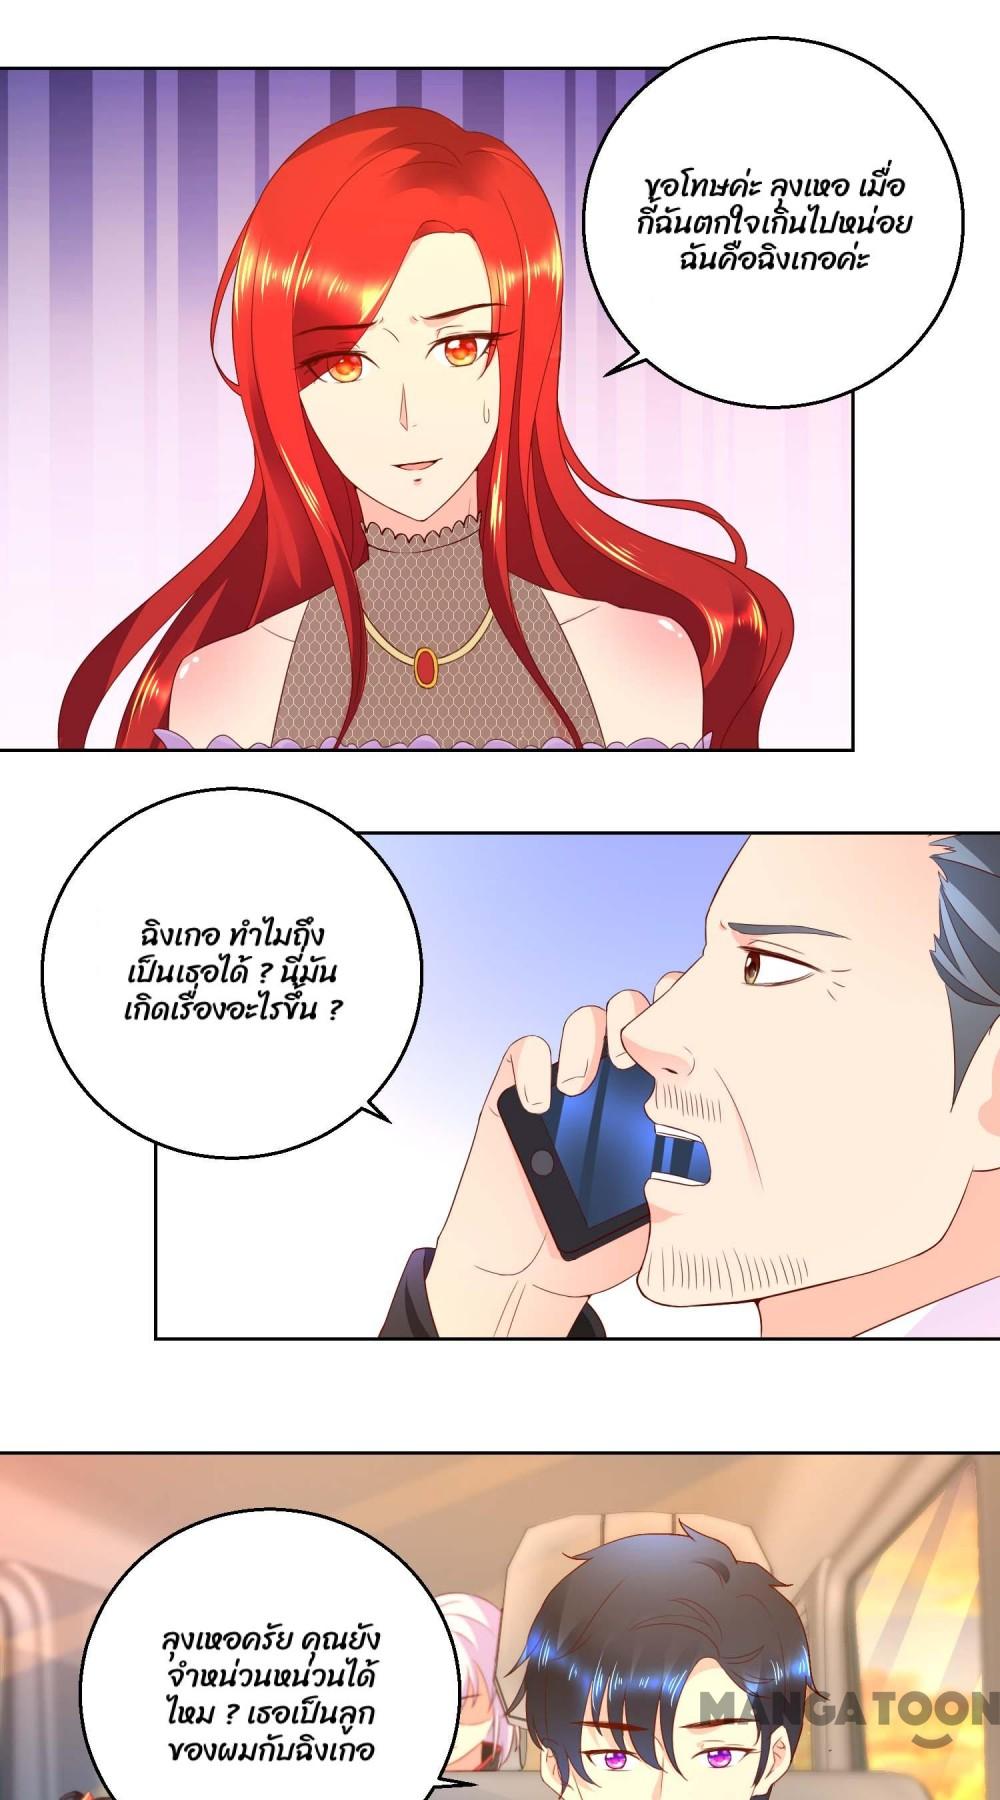 ขอโทษค่ะ ลุงเหอ เมื่อ
กี้ฉันตกใจเกินไปหน่อย
ฉันคือฉิงเกอค่ะ
ฉิงเกอ ทำไมถึง
เป็นเธอได้ ? นี่มัน
เกิดเรื่องอะไรขึ้น ?
ลุงเหอครัย คุณยัง
จำหน่วนหน่วนได้
ไหม ? เธอเป็นลูก
ของผมกับฉิงเกอ
MANGATOON